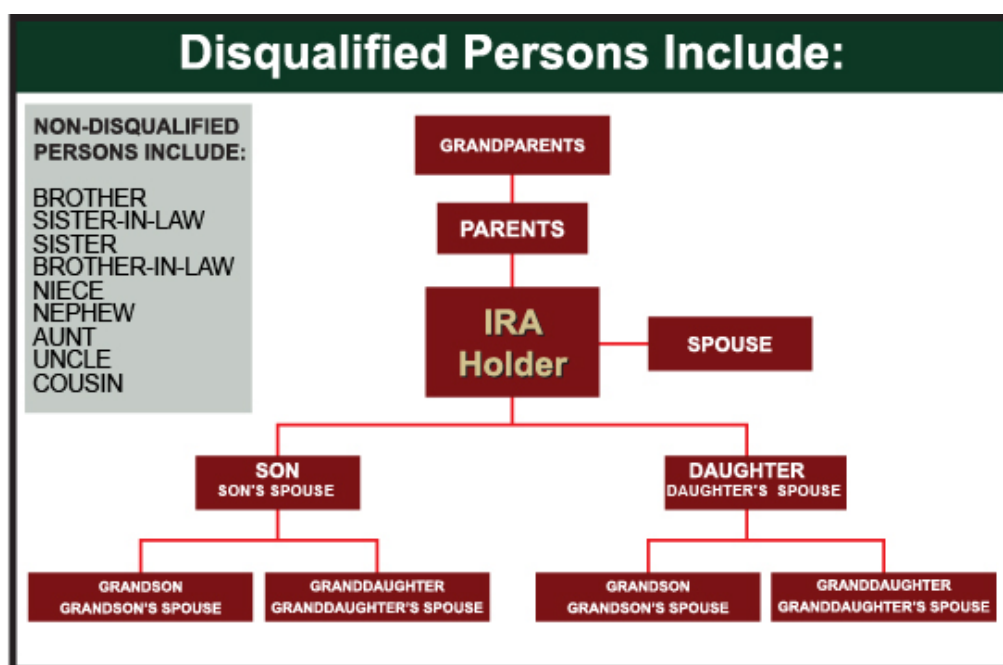 Disqualified Persons Include:
NON-DISQUALIFIED
PERSONS INCLUDE:
BROTHER
SISTER-IN-LAW
SISTER
BROTHER-IN-LAW
NIECE
NEPHEW
AUNT
UNCLE
COUSIN
GRANDPARENTS
PARENTS
IRA
Holder
SPOUSE
SON
SON'S SPOUSE
DAUGHTER
DAUGHTER'S SPOUSE
GRANDSON
GRANDSON'S SPOUSE
GRANDDAUGHTER
GRANDDAUGHTER'S SPOUSE
GRANDSON
GRANDSON'S SPOUSE
GRANDDAUGHTER
GRANDDAUGHTER'S SPOUSE